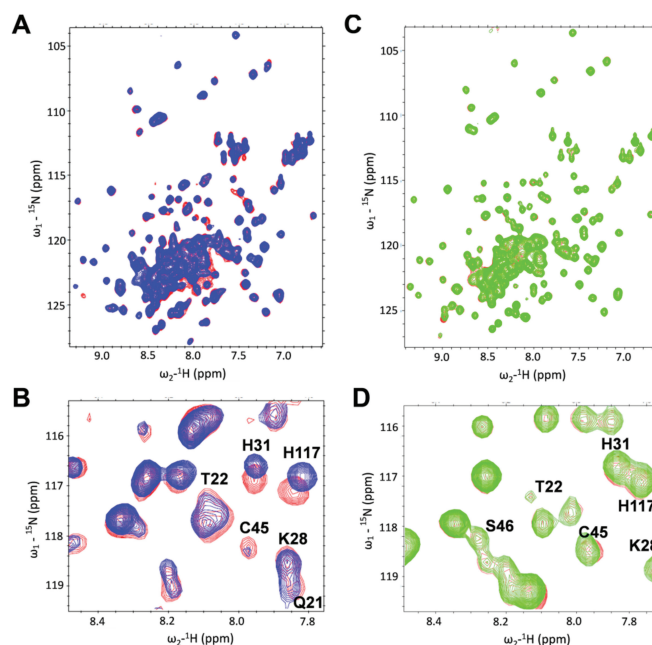 A
C
105
110
115
120
125
ω₁ - ¹⁵N (ppm)
9.0
8.5
8.0
7.5
7.0
ω₂-¹H (ppm)
105
110
115
120
125
ω₁ - ¹⁵N (ppm)
9.0
8.5
8.0
7.5
7.0
ω₂-¹H (ppm)
B
D
116
117
118
119
ω₁ - ¹⁵N (ppm)
H31
H117
T22
C45
K28
Q21
8.4
8.2
8.0
7.8
ω₂-¹H (ppm)
116
117
118
119
ω₁ - ¹⁵N (ppm)
H31
H117
T22
S46
C45
K28
8.4
8.2
8.0
7.8
ω₂-¹H (ppm)